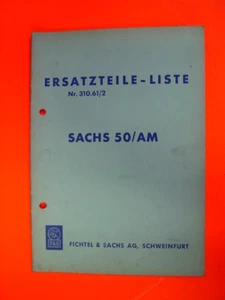 ERSATZTEILE-LISTE
Nr. 310.61/2
SACHS 50/AM
FICHTEL & SACHS AG, SCHWEINFURT